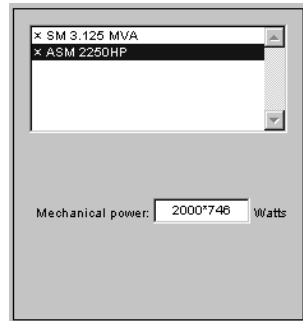 × SM 3.125 MVA
× ASM 2250HP
Mechanical power: 2000*746 Watts